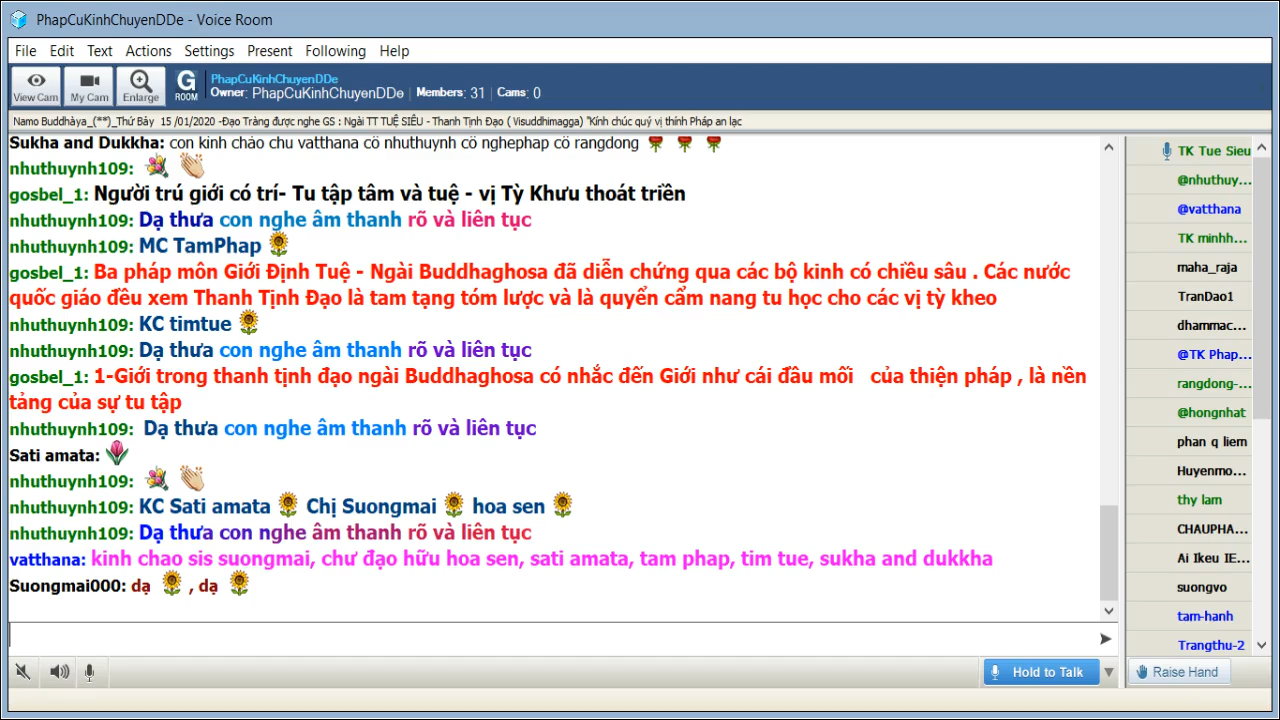 PhapCuKinhChuyenDDe - Voice Room
File Edit Text Actions Settings Present Following Help
View Cam My Cam Enlarge
G ROOM
PhapCuKinhChuyenDDe
Owner: PhapCuKinhChuyenDDe Members: 31 Cams: 0
Namo Buddhàya_(**)_Thứ Bảy 15 /01/2020 -Đạo Tràng được nghe GS : Ngài TT TUỆ SIÊU - Thanh Tịnh Đạo ( Visuddhimagga) "Kính chúc quý vị thính Pháp an lạc
Sukha and Dukkha: con kinh chào chu vatthana cô nhuthuynh cô nghephap cô rangdong
nhuthuynh109:
gosbel_1: Người trú giới có trí- Tu tập tâm và tuệ - vị Tỳ Khưu thoát triền
nhuthuynh109: Dạ thưa con nghe âm thanh rõ và liên tục
nhuthuynh109: MC TamPhap
gosbel_1: Ba pháp môn Giới Định Tuệ - Ngài Buddhaghosa đã diễn chứng qua các bộ kinh có chiều sâu . Các nước
quốc giáo đều xem Thanh Tịnh Đạo là tam tạng tóm lược và là quyển cẩm nang tu học cho các vị tỳ kheo
nhuthuynh109: KC timtue
nhuthuynh109: Dạ thưa con nghe âm thanh rõ và liên tục
gosbel_1: 1-Giới trong thanh tịnh đạo ngài Buddhaghosa có nhắc đến Giới như cái đầu mối của thiện pháp , là nền
tảng của sự tu tập
nhuthuynh109: Dạ thưa con nghe âm thanh rõ và liên tục
Sati amata:
nhuthuynh109:
nhuthuynh109: KC Sati amata Chị Suongmai hoa sen
nhuthuynh109: Dạ thưa con nghe âm thanh rõ và liên tục
vatthana: kinh chao sis suongmai, chư đạo hữu hoa sen, sati amata, tam phap, tim tue, sukha and dukkha
Suongmai000: dạ , dạ
Hold to Talk
TK Tue Sieu
@nhuthuy...
@vatthana
TK minhh...
maha_raja
TranDao1
dhammac...
@TK Phap...
rangdong-...
@hongnhat
phan q liem
Huyenmo...
thy lam
CHAUPHA...
Ai Ikeu IE...
suongvo
tam-hanh
Trangthu-2
Raise Hand